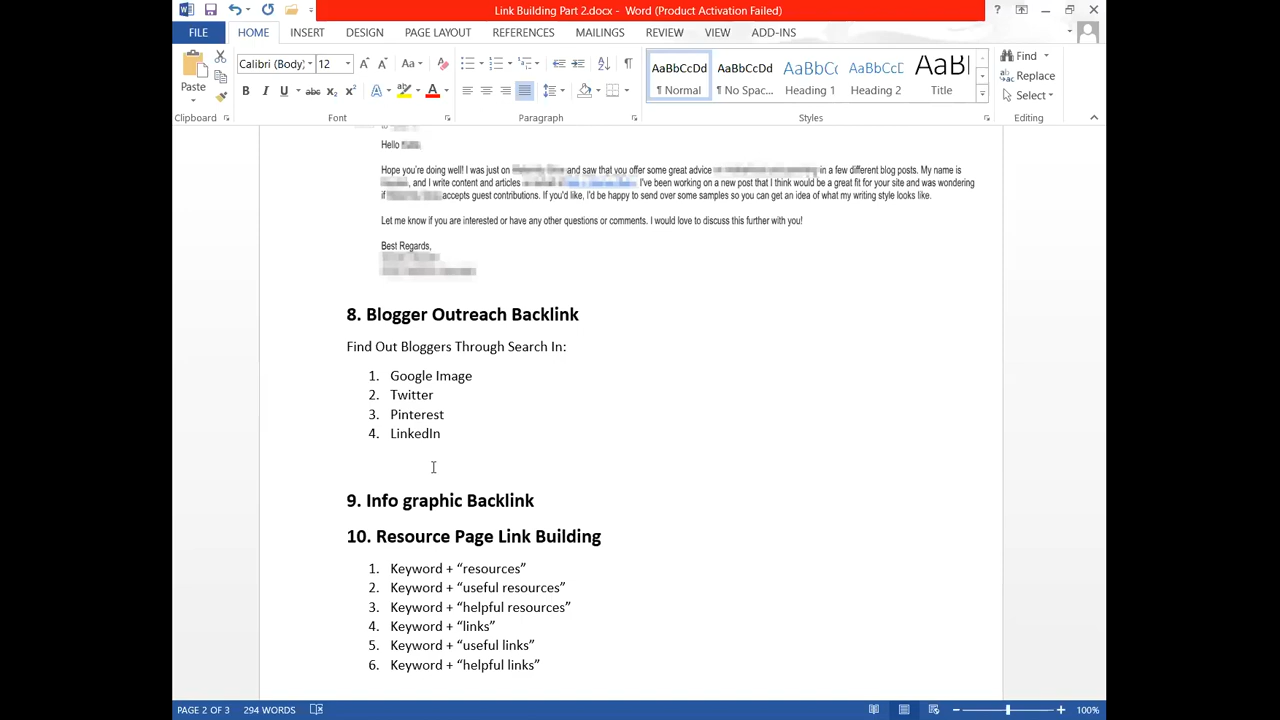 Link Building Part 2.docx - Word (Product Activation Failed)
FILE HOME INSERT DESIGN PAGE LAYOUT REFERENCES MAILINGS REVIEW VIEW ADD-INS
Calibri (Body) 12
Paste
Clipboard Font Paragraph Styles Editing
AaBbCcDd AaBbCcDd AaBbCc AaBbCcD AaBl
¶ Normal ¶ No Spac... Heading 1 Heading 2 Title
Find
Replace
Select
Hello
Hope you're doing well! I was just on and saw that you offer some great advice in a few different blog posts. My name is
, and I write content and articles I've been working on a new post that I think would be a great fit for your site and was wondering
if accepts guest contributions. If you'd like, I'd be happy to send over some samples so you can get an idea of what my writing style looks like.
Let me know if you are interested or have any other questions or comments. I would love to discuss this further with you!
Best Regards,
8. Blogger Outreach Backlink
Find Out Bloggers Through Search In:
1. Google Image
2. Twitter
3. Pinterest
4. LinkedIn
9. Info graphic Backlink
10. Resource Page Link Building
1. Keyword + “resources”
2. Keyword + “useful resources”
3. Keyword + “helpful resources”
4. Keyword + “links”
5. Keyword + “useful links”
6. Keyword + “helpful links”
PAGE 2 OF 3 294 WORDS 100%